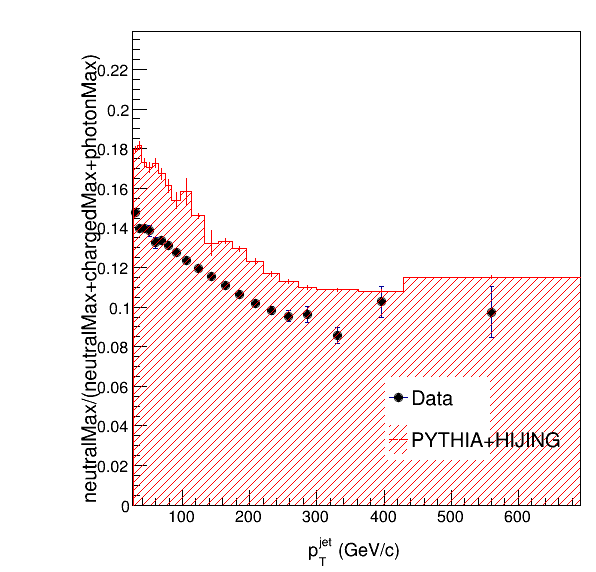 neutralMax/(neutralMax+chargedMax+photonMax)
0.22
0.2
0.18
0.16
0.14
0.12
0.1
0.08
0.06
0.04
0.02
0
Data
PYTHIA+HIJING
100 200 300 400 500 600
p_T^jet (GeV/c)